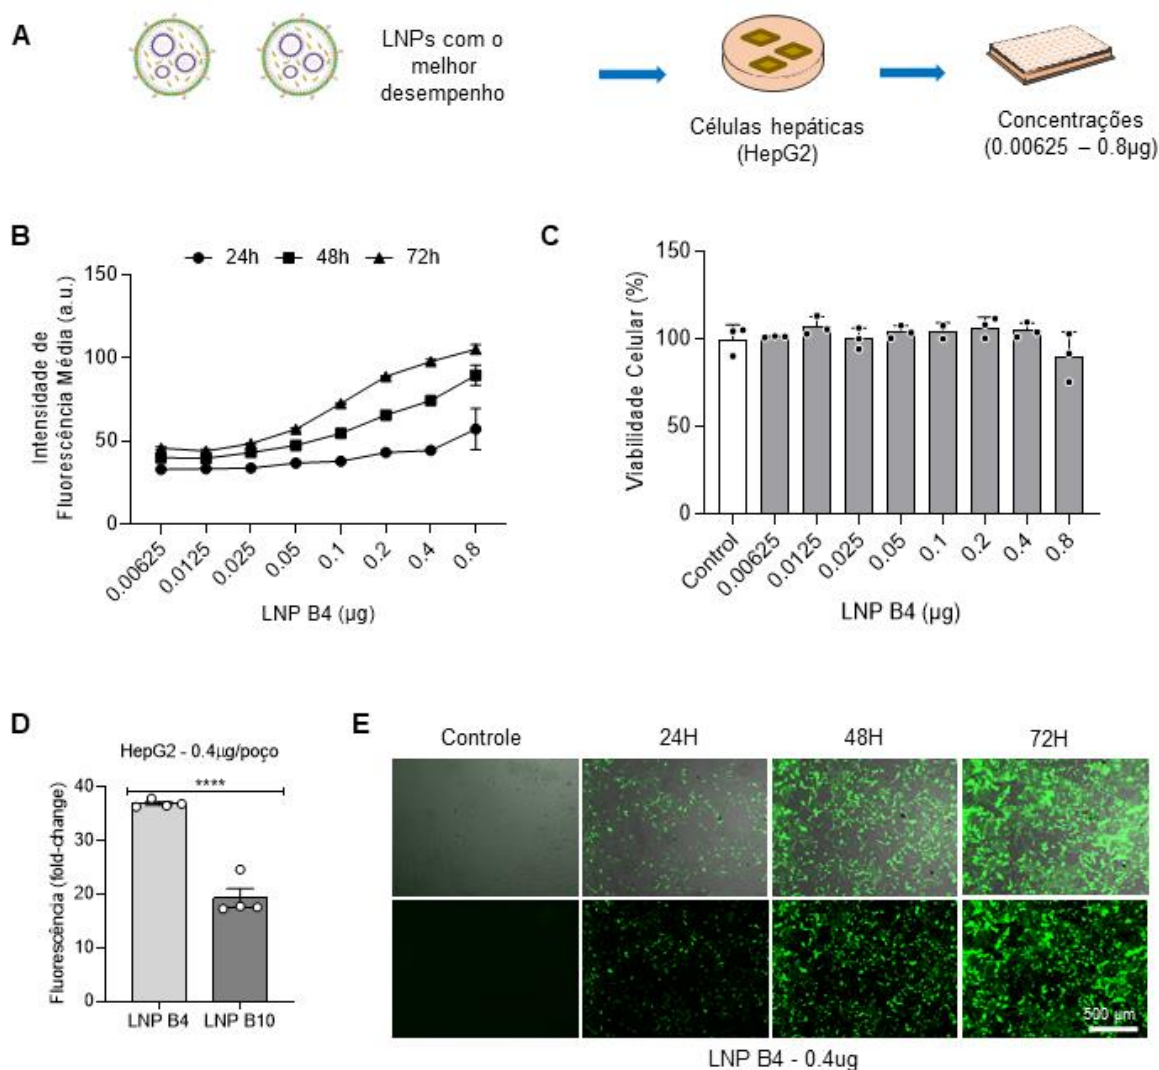 A
LNPs com o
melhor
desempenho
Células hepáticas
(HepG2)
Concentrações
(0.00625 – 0.8µg)
B
24h 48h 72h
Intensidade de
Fluorescência Média (a.u.)
150
100
50
0
0.00625 0.0125 0.025 0.05 0.1 0.2 0.4 0.8
LNP B4 (µg)
C
Viabilidade Celular (%)
150
100
50
0
Control 0.00625 0.0125 0.025 0.05 0.1 0.2 0.4 0.8
LNP B4 (µg)
D
HepG2 - 0.4µg/poço
****
Fluorescência (fold-change)
40
30
20
10
0
LNP B4 LNP B10
E
Controle 24H 48H 72H
500 µm
LNP B4 - 0.4ug